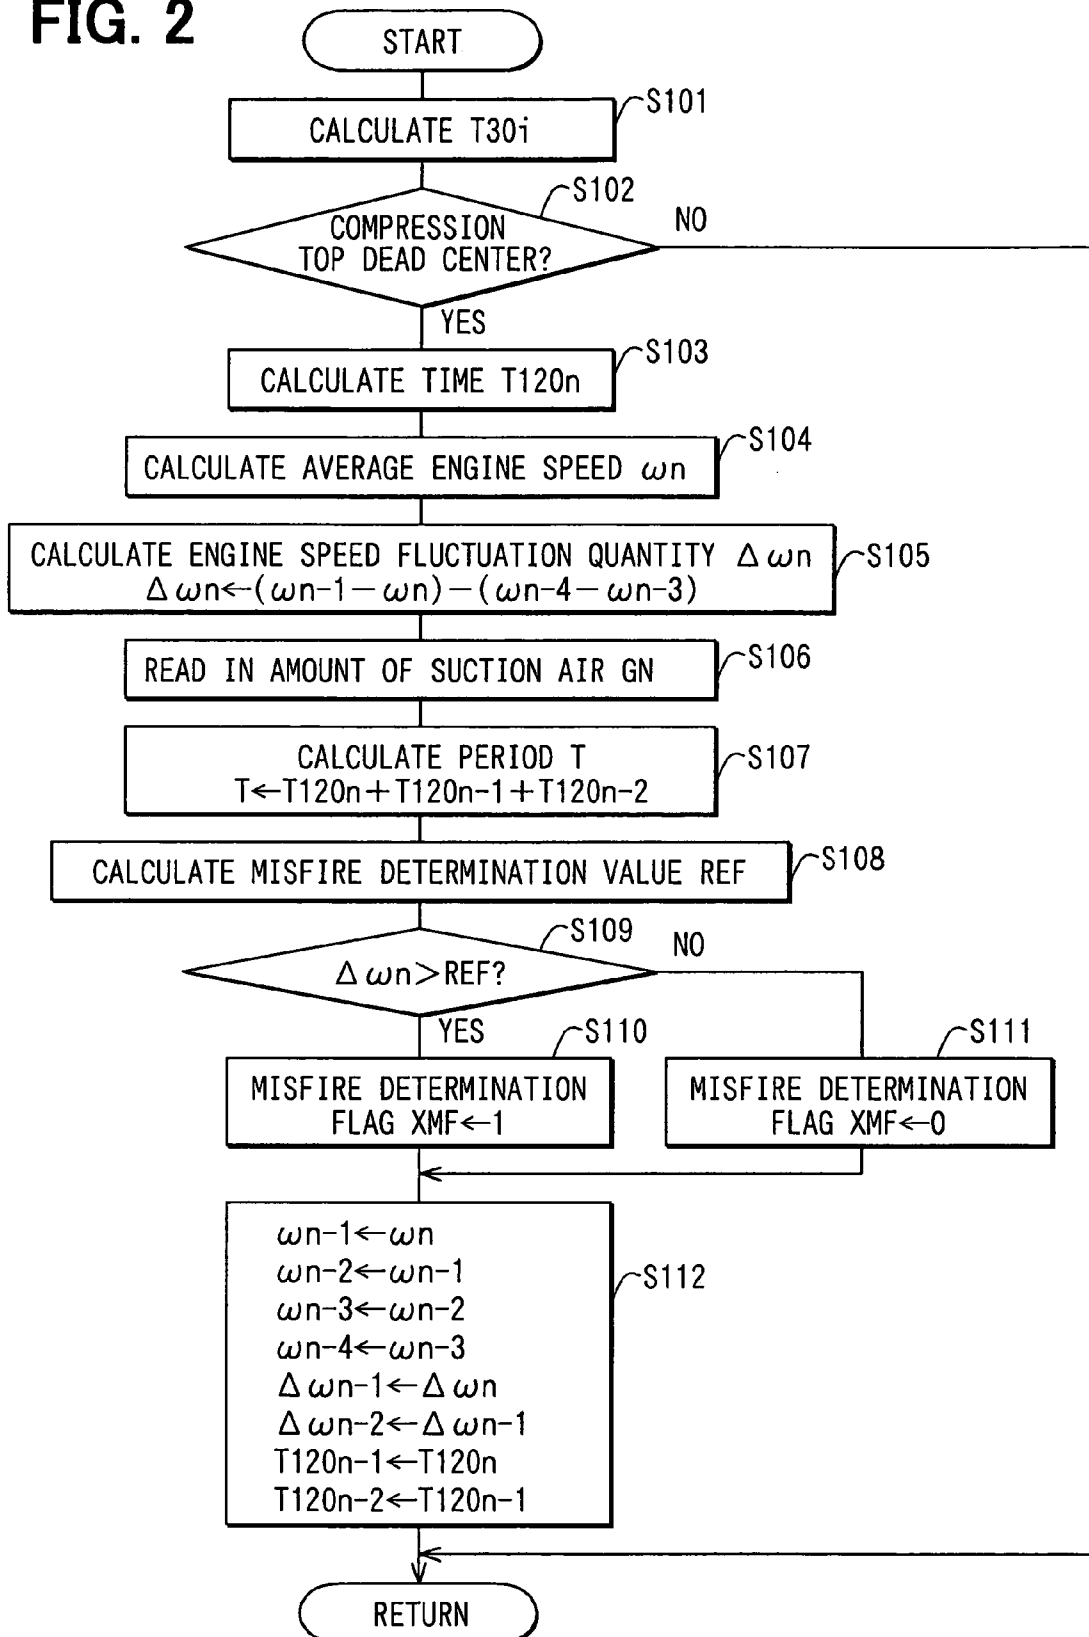 FIG. 2
START
S101
CALCULATE T30i
S102
COMPRESSION
TOP DEAD CENTER?
NO
YES
S103
CALCULATE TIME T120n
S104
CALCULATE AVERAGE ENGINE SPEED ωn
S105
CALCULATE ENGINE SPEED FLUCTUATION QUANTITY Δωn
Δωn←(ωn-1−ωn)−(ωn-4−ωn-3)
S106
READ IN AMOUNT OF SUCTION AIR GN
S107
CALCULATE PERIOD T
T←T120n+T120n-1+T120n-2
S108
CALCULATE MISFIRE DETERMINATION VALUE REF
S109
Δωn>REF?
NO
YES
S110
MISFIRE DETERMINATION
FLAG XMF←1
S111
MISFIRE DETERMINATION
FLAG XMF←0
S112
ωn-1←ωn
ωn-2←ωn-1
ωn-3←ωn-2
ωn-4←ωn-3
Δωn-1←Δωn
Δωn-2←Δωn-1
T120n-1←T120n
T120n-2←T120n-1
RETURN